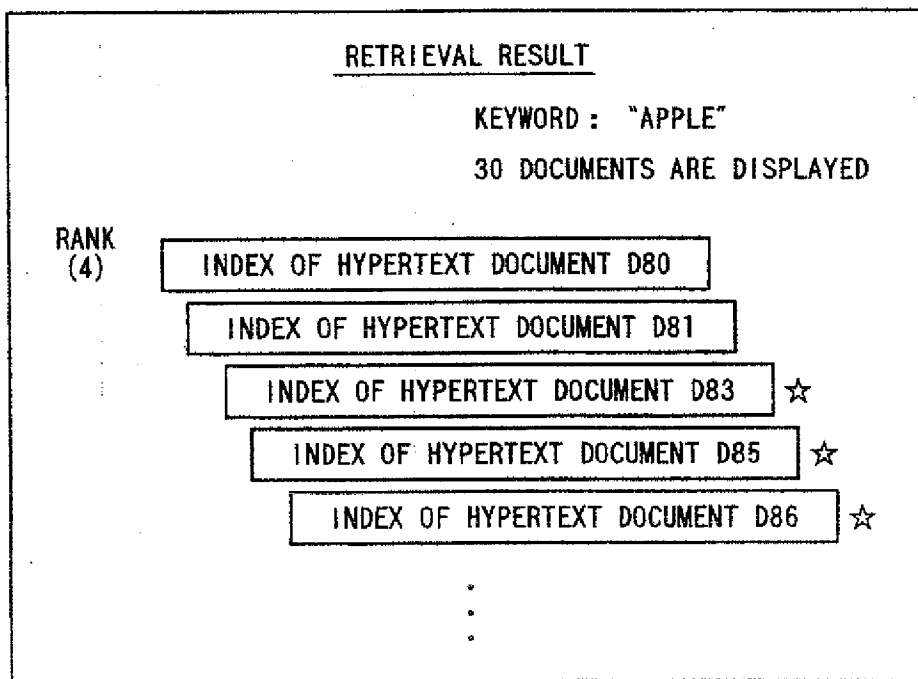 RETRIEVAL RESULT
KEYWORD : "APPLE"
30 DOCUMENTS ARE DISPLAYED
RANK
(4)
INDEX OF HYPERTEXT DOCUMENT D80
INDEX OF HYPERTEXT DOCUMENT D81
INDEX OF HYPERTEXT DOCUMENT D83 ☆
INDEX OF HYPERTEXT DOCUMENT D85 ☆
INDEX OF HYPERTEXT DOCUMENT D86 ☆